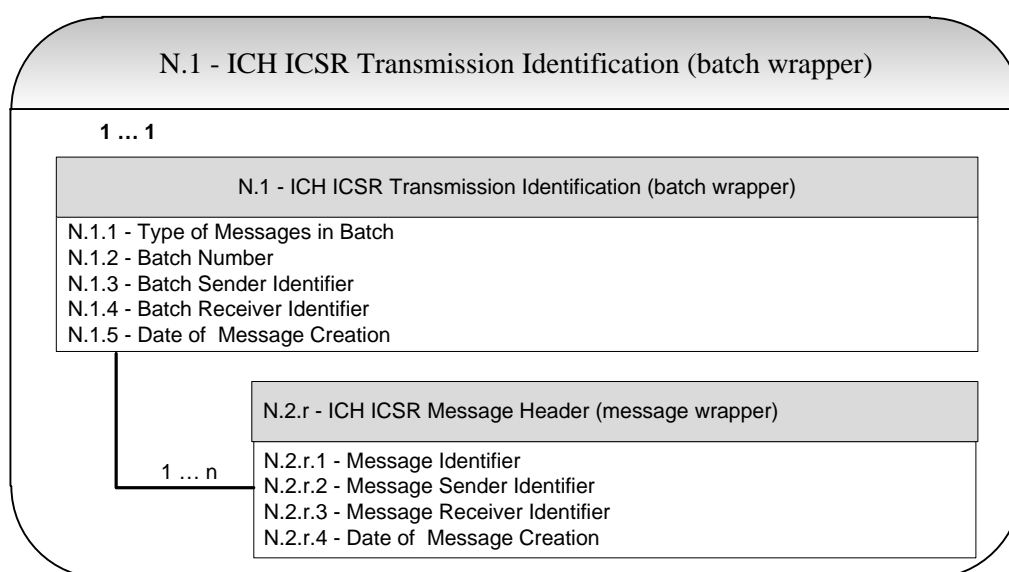 N.1 - ICH ICSR Transmission Identification (batch wrapper)
1 … 1
N.1 - ICH ICSR Transmission Identification (batch wrapper)
N.1.1 - Type of Messages in Batch
N.1.2 - Batch Number
N.1.3 - Batch Sender Identifier
N.1.4 - Batch Receiver Identifier
N.1.5 - Date of Message Creation
N.2.r - ICH ICSR Message Header (message wrapper)
1 … n
N.2.r.1 - Message Identifier
N.2.r.2 - Message Sender Identifier
N.2.r.3 - Message Receiver Identifier
N.2.r.4 - Date of Message Creation